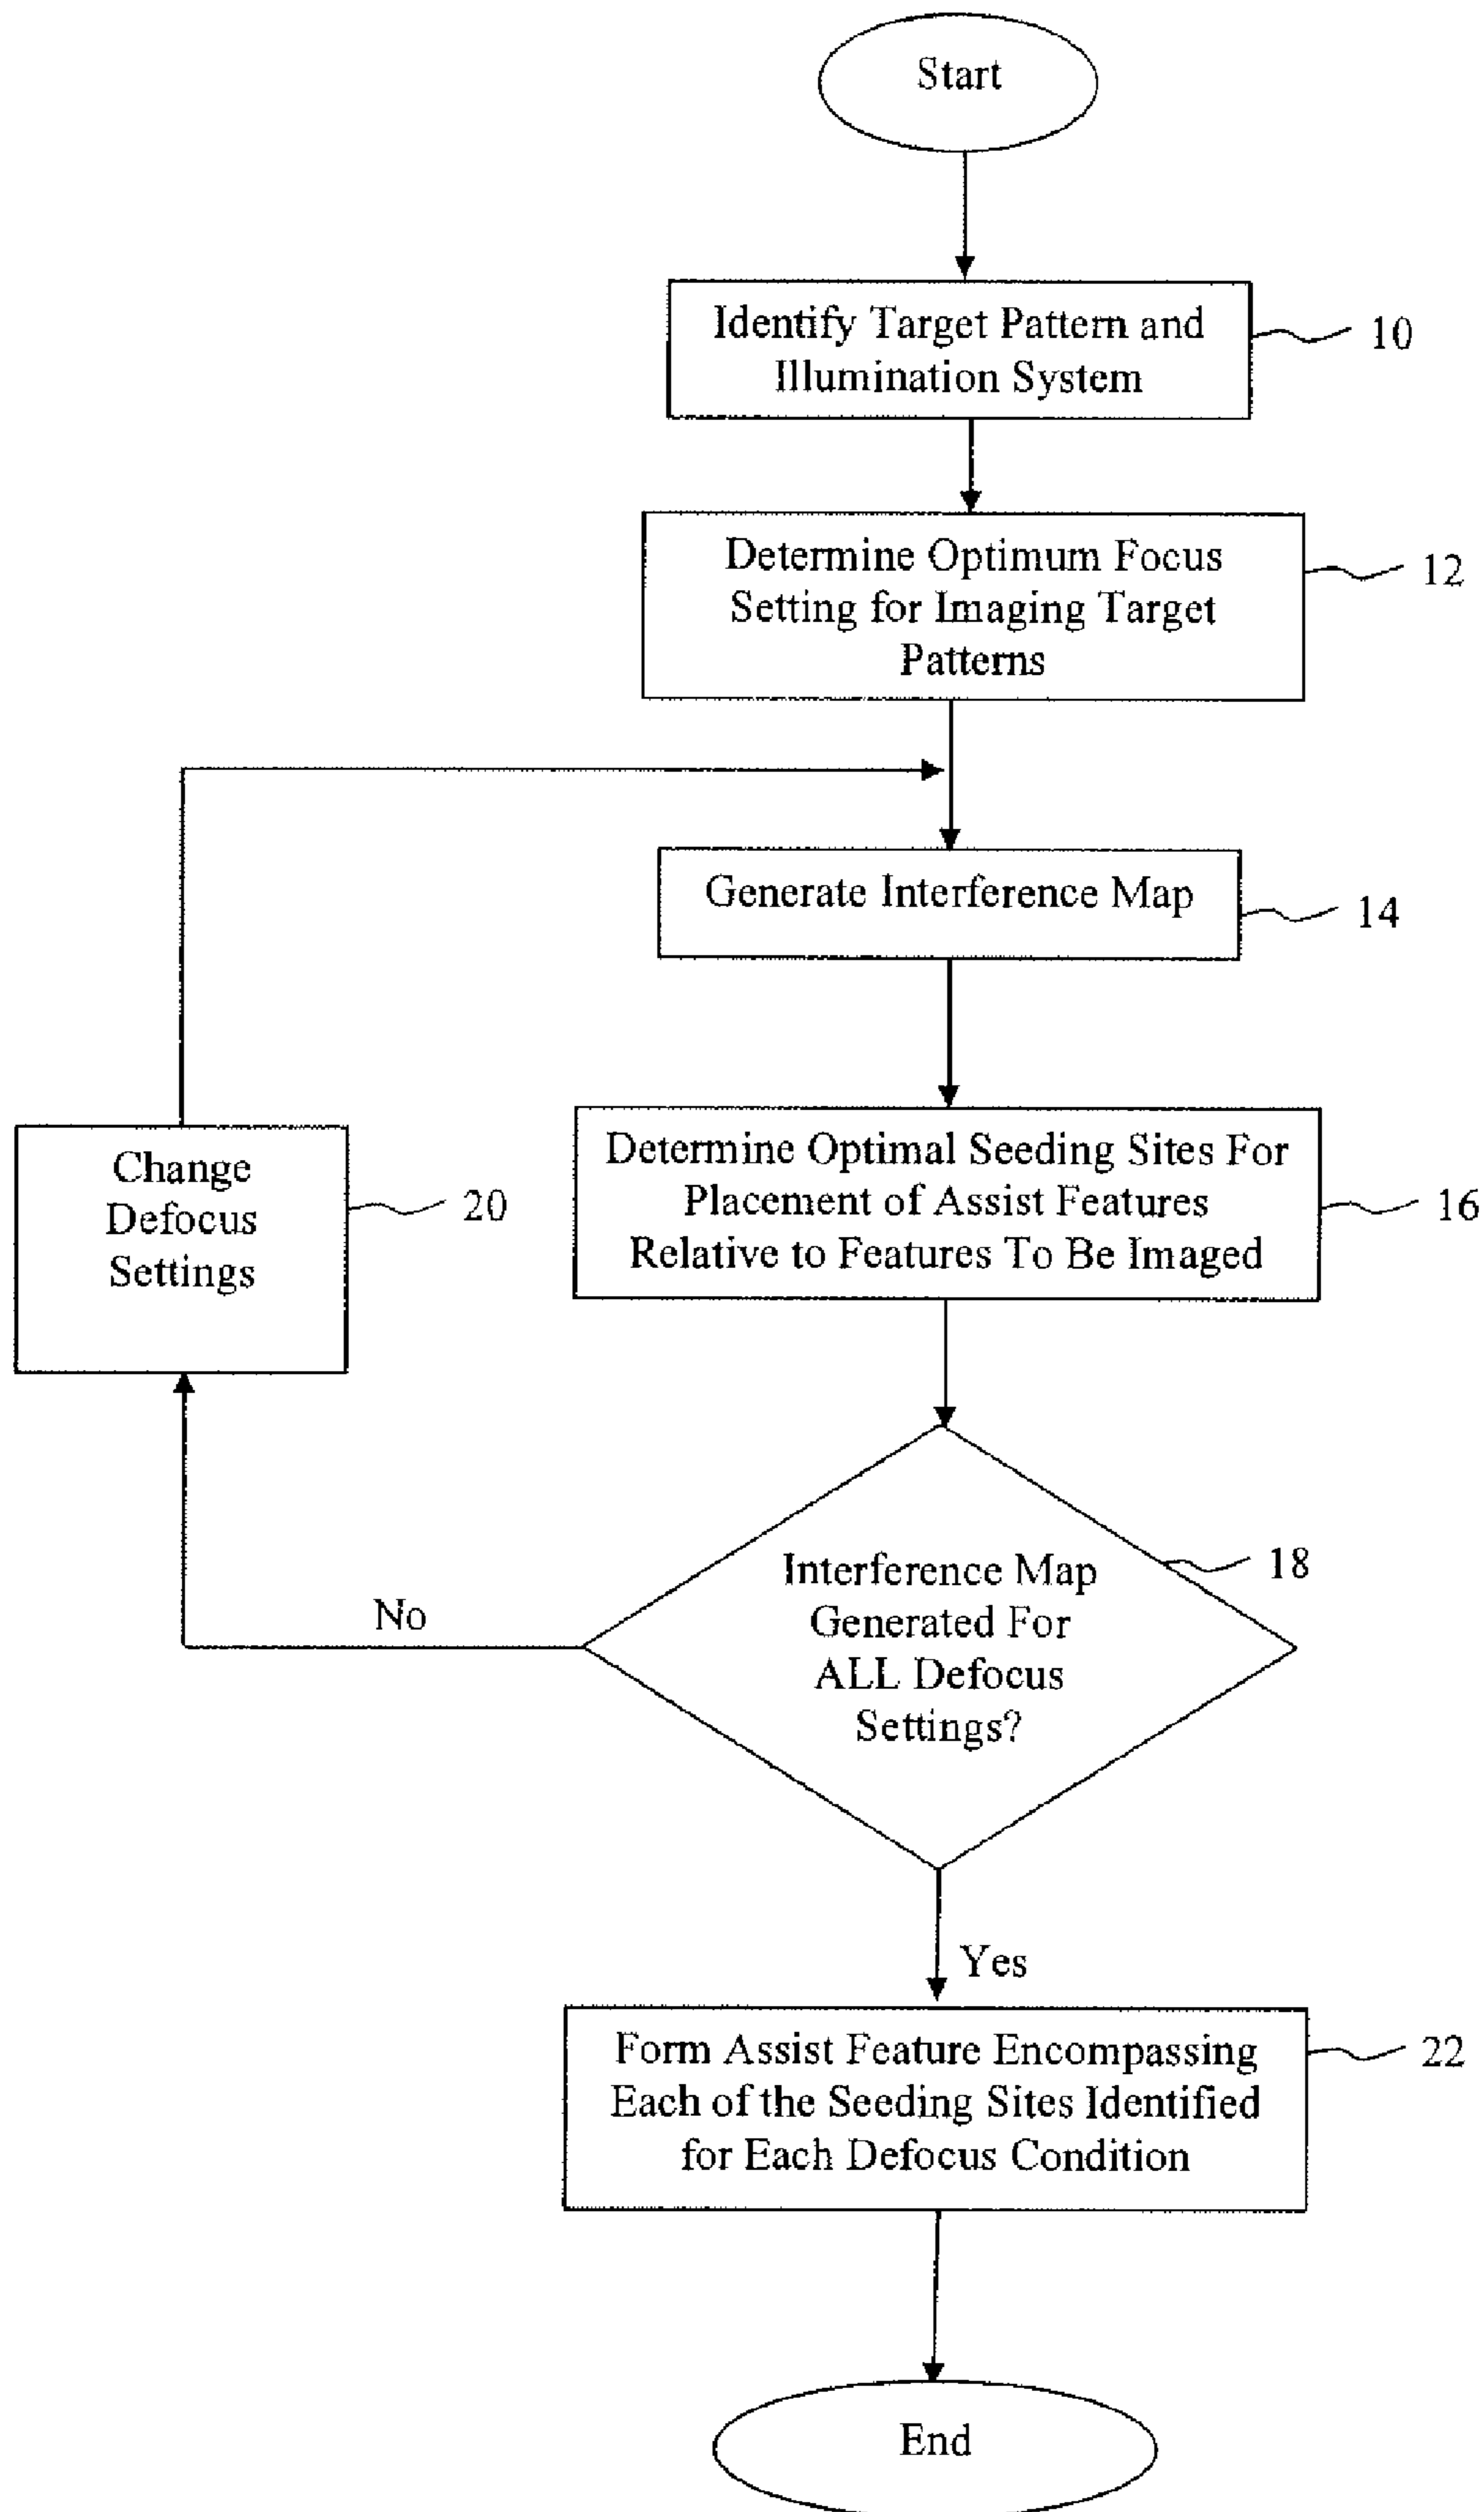 Start
Identify Target Pattern and
Illumination System
10
Determine Optimum Focus
Setting for Imaging Target
Patterns
12
Generate Interference Map
14
Determine Optimal Seeding Sites For
Placement of Assist Features
Relative to Features To Be Imaged
16
Change
Defocus
Settings
20
Interference Map
Generated For
ALL Defocus
Settings?
18
No
Yes
Form Assist Feature Encompassing
Each of the Seeding Sites Identified
for Each Defocus Condition
22
End